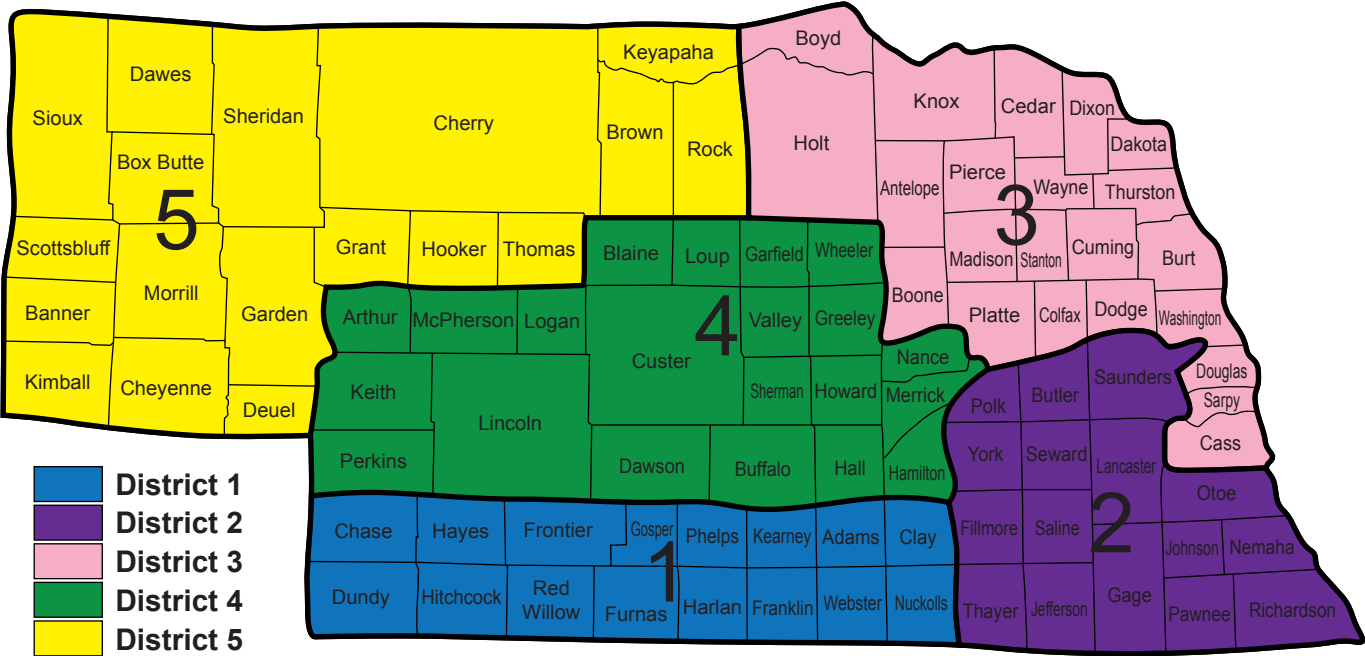 Boyd
Keyapaha
Dawes
Knox
Cedar
Dixon
Sioux
Sheridan
Cherry
Brown
Rock
Holt
Dakota
Box Butte
Pierce
Antelope
Wayne
Thurston
5
3
Scottsbluff
Grant
Hooker
Thomas
Blaine
Loup
Garfield
Wheeler
Madison
Stanton
Cuming
Burt
Morrill
Banner
Garden
Arthur
McPherson
Logan
4
Valley
Greeley
Boone
Platte
Colfax
Dodge
Washington
Custer
Nance
Kimball
Cheyenne
Deuel
Keith
Lincoln
Sherman
Howard
Merrick
Polk
Butler
Saunders
Douglas
Sarpy
Cass
Perkins
Dawson
Buffalo
Hall
Hamilton
York
Seward
Lancaster
Otoe
2
Chase
Hayes
Frontier
Gosper
Phelps
Kearney
Adams
Clay
Fillmore
Saline
Johnson
Nemaha
1
Dundy
Hitchcock
Red
Willow
Furnas
Harlan
Franklin
Webster
Nuckolls
Thayer
Jefferson
Gage
Pawnee
Richardson
District 1
District 2
District 3
District 4
District 5